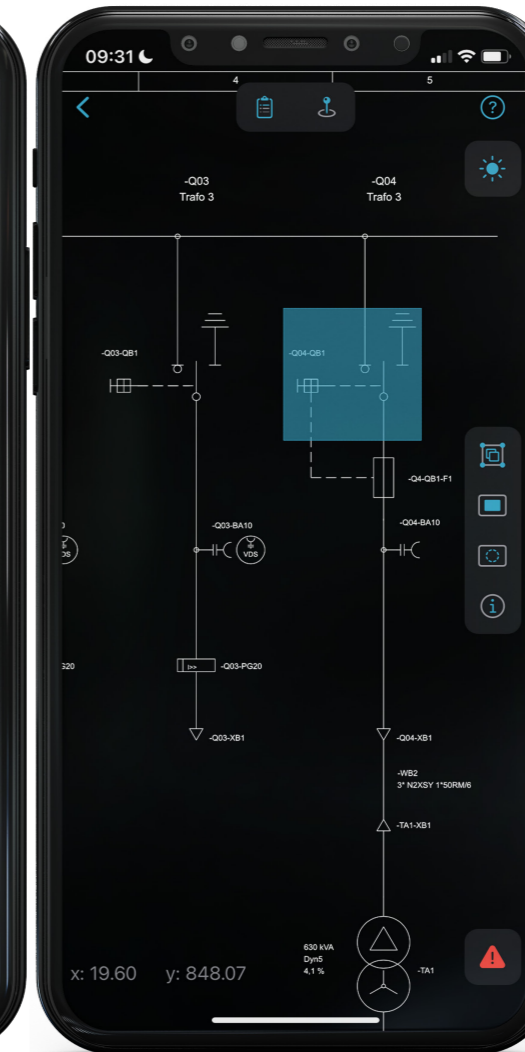 09:31
4
5
-Q03
Trafo 3
-Q04
Trafo 3
-Q03-QB1
-Q04-QB1
-Q4-QB1-F1
-Q03-BA10
-Q04-BA10
VDS
I>>
-Q03-PG20
-Q03-XB1
-Q04-XB1
-WB2
3* N2XSY 1*50RM/6
-TA1-XB1
630 kVA
Dyn5
4,1 %
-TA1
x: 19.60 y: 848.07